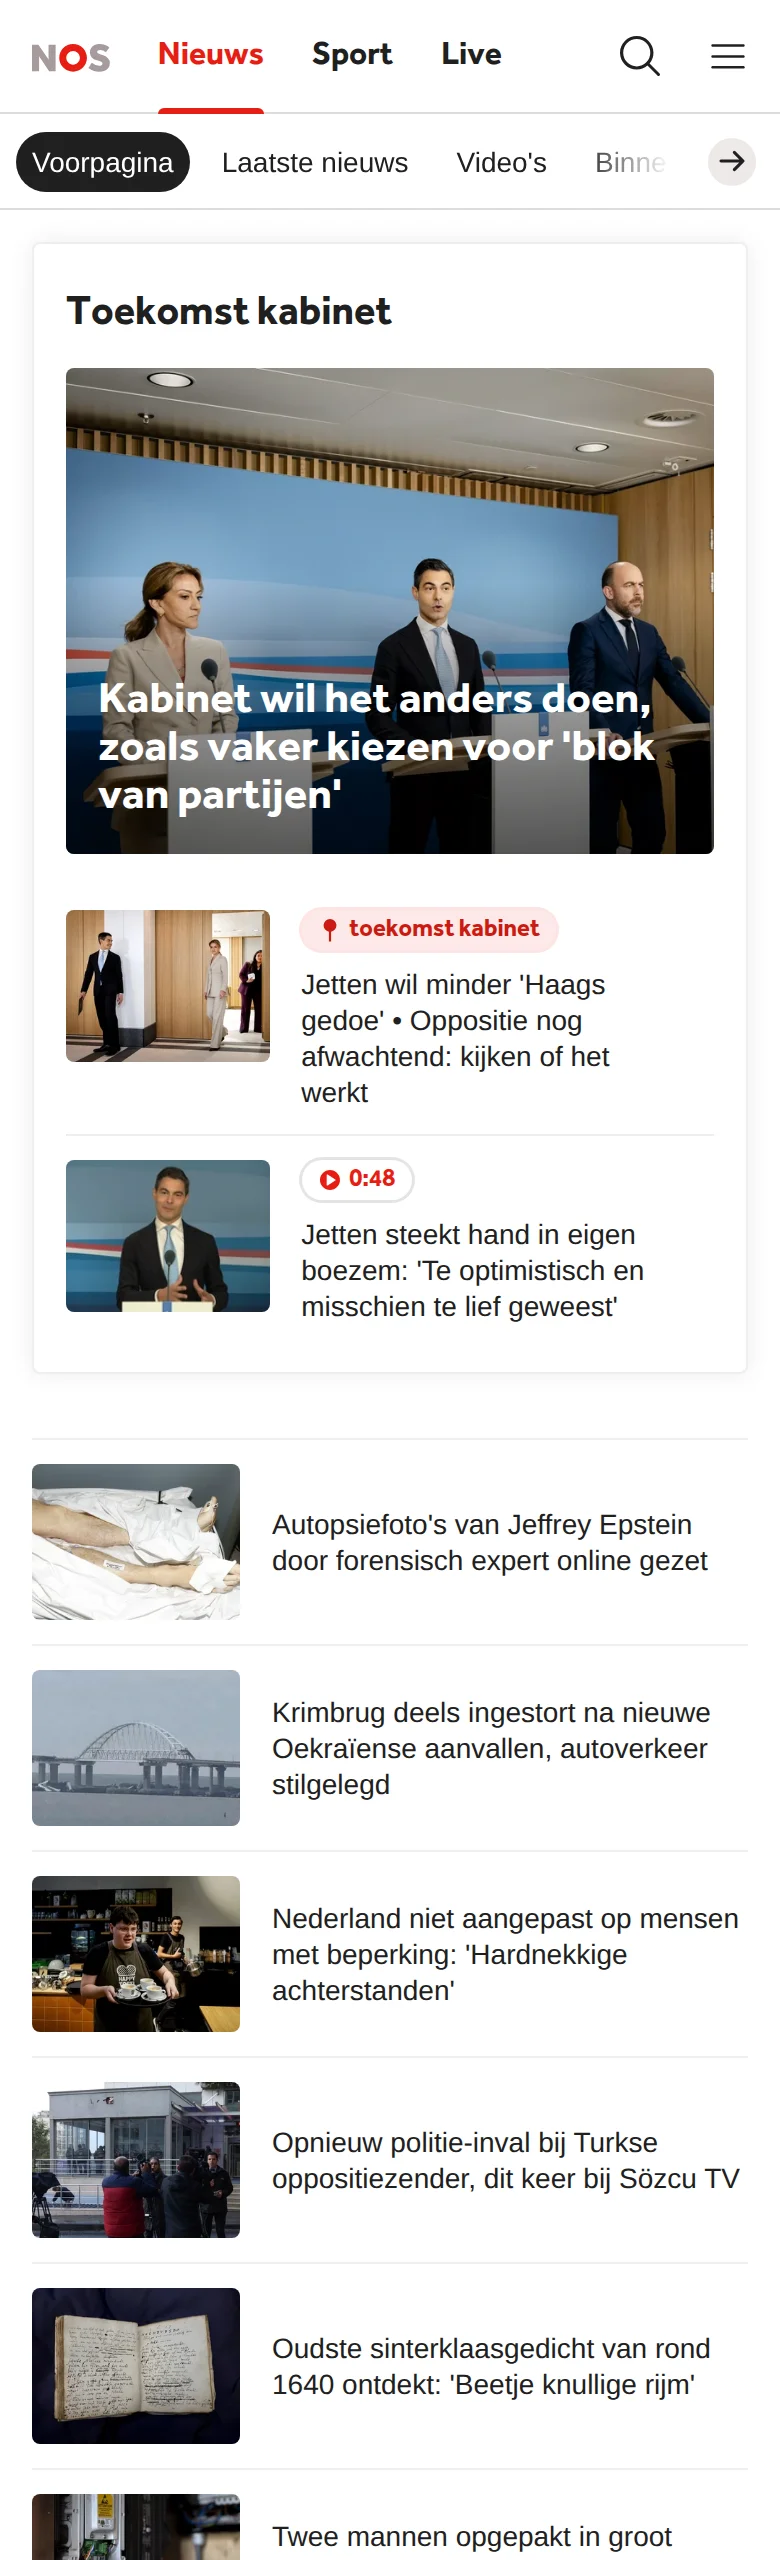 NOS
Nieuws
Sport
Live
Voorpagina
Laatste nieuws
Video's
Binne
Toekomst kabinet
Kabinet wil het anders doen,
zoals vaker kiezen voor 'blok
van partijen'
toekomst kabinet
Jetten wil minder 'Haags
gedoe' • Oppositie nog
afwachtend: kijken of het
werkt
0:48
Jetten steekt hand in eigen
boezem: 'Te optimistisch en
misschien te lief geweest'
Autopsiefoto's van Jeffrey Epstein
door forensisch expert online gezet
Krimbrug deels ingestort na nieuwe
Oekraïense aanvallen, autoverkeer
stilgelegd
Nederland niet aangepast op mensen
met beperking: 'Hardnekkige
achterstanden'
Opnieuw politie-inval bij Turkse
oppositiezender, dit keer bij Sözcu TV
Oudste sinterklaasgedicht van rond
1640 ontdekt: 'Beetje knullige rijm'
Twee mannen opgepakt in groot